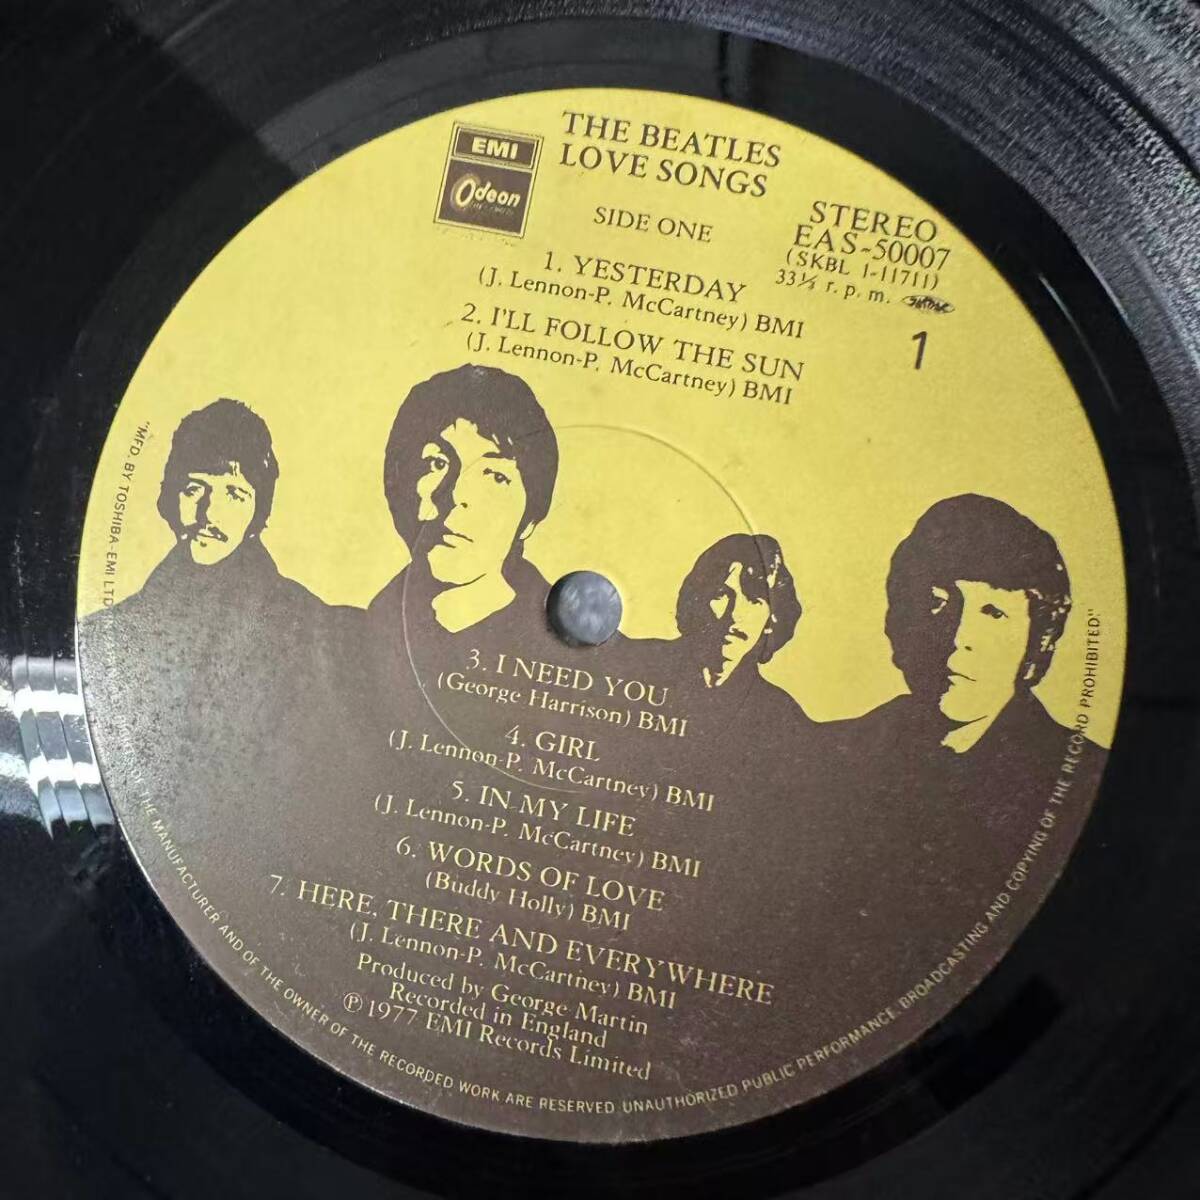 EMI
Odeon
THE BEATLES
LOVE SONGS
SIDE ONE
STEREO
EAS-50007
(SKBL 1-11711)
33⅓ r. p. m.
1
1. YESTERDAY
(J. Lennon-P. McCartney) BMI
2. I'LL FOLLOW THE SUN
(J. Lennon-P. McCartney) BMI
3. I NEED YOU
(George Harrison) BMI
4. GIRL
(J. Lennon-P. McCartney) BMI
5. IN MY LIFE
(J. Lennon-P. McCartney) BMI
6. WORDS OF LOVE
(Buddy Holly) BMI
7. HERE, THERE AND EVERYWHERE
(J. Lennon-P. McCartney) BMI
Produced by George Martin
Recorded in England
Ⓟ 1977 EMI Records Limited
"MFD. BY TOSHIBA-EMI LTD. OF THE MANUFACTURER AND OF THE OWNER OF THE RECORDED WORK ARE RESERVED UNAUTHORIZED PUBLIC PERFORMANCE, BROADCASTING AND COPYING OF THE RECORD PROHIBITED."